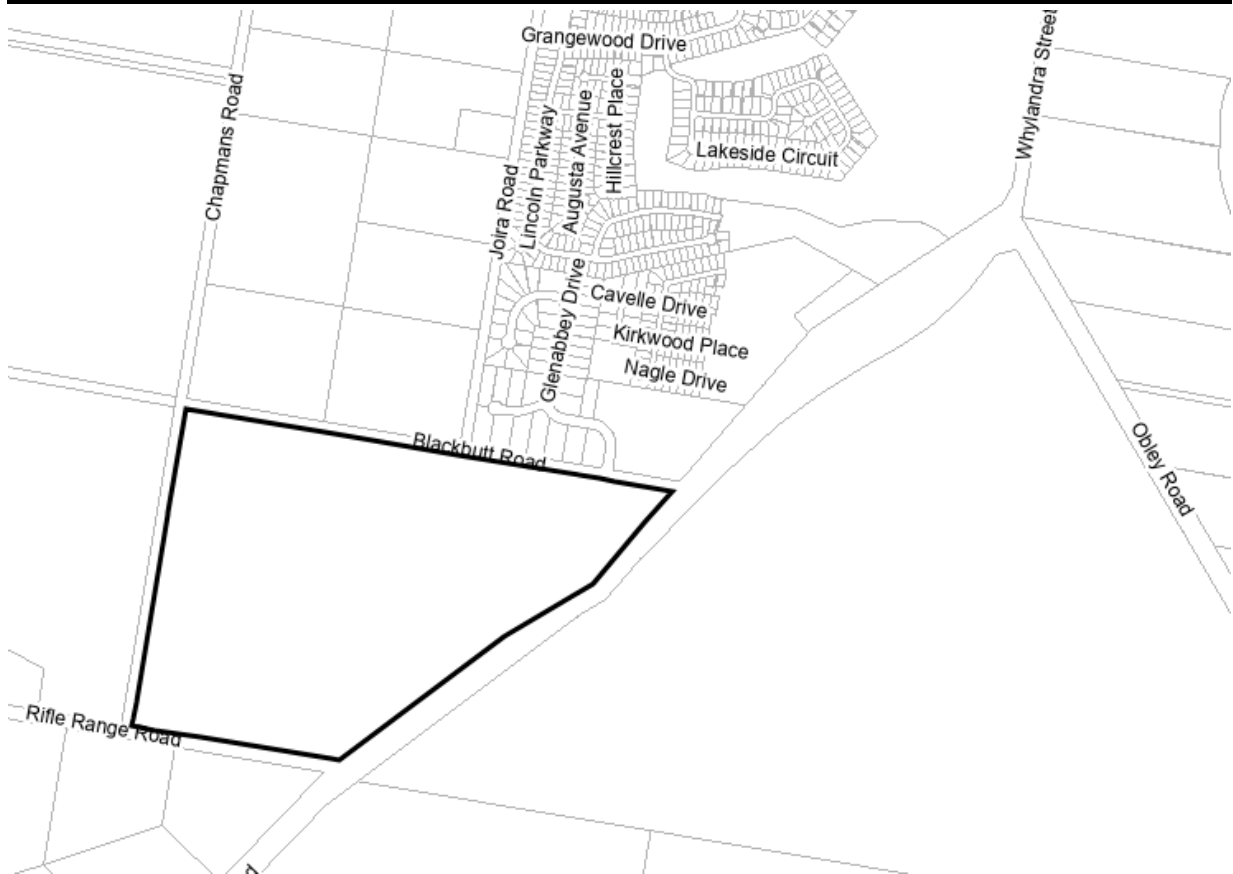 Grangewood Drive
Whylandra Street
Chapmans Road
Hillcrest Place
Augusta Avenue
Lincoln Parkway
Joira Road
Lakeside Circuit
Glenabbey Drive
Cavelle Drive
Kirkwood Place
Nagle Drive
Blackbutt Road
Obley Road
Rifle Range Road